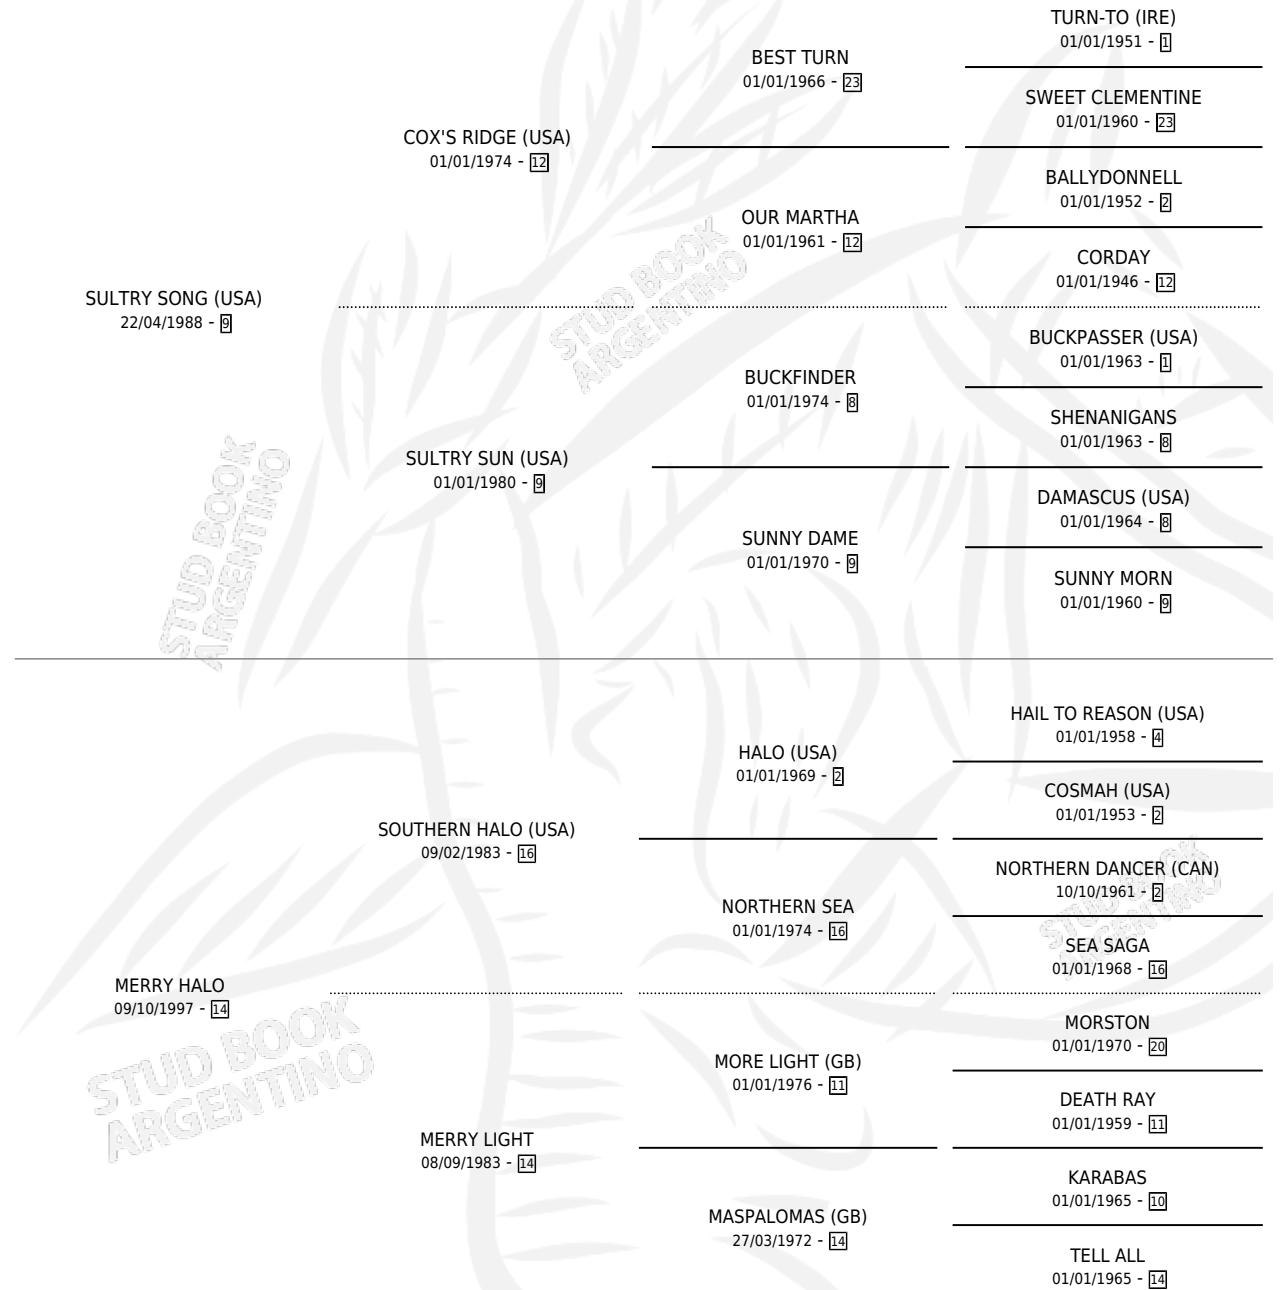 TURN-TO (IRE)
01/01/1951 - 1
BEST TURN
01/01/1966 - 23
SWEET CLEMENTINE
01/01/1960 - 23
COX'S RIDGE (USA)
01/01/1974 - 12
BALLYDONNELL
01/01/1952 - 2
OUR MARTHA
01/01/1961 - 12
CORDAY
01/01/1946 - 12
SULTRY SONG (USA)
22/04/1988 - 9
BUCKPASSER (USA)
01/01/1963 - 1
BUCKFINDER
01/01/1974 - 8
SHENANIGANS
01/01/1963 - 8
SULTRY SUN (USA)
01/01/1980 - 9
DAMASCUS (USA)
01/01/1964 - 8
SUNNY DAME
01/01/1970 - 9
SUNNY MORN
01/01/1960 - 9
HAIL TO REASON (USA)
01/01/1958 - 4
HALO (USA)
01/01/1969 - 2
COSMAH (USA)
01/01/1953 - 2
SOUTHERN HALO (USA)
09/02/1983 - 16
NORTHERN DANCER (CAN)
10/10/1961 - 2
NORTHERN SEA
01/01/1974 - 16
SEA SAGA
01/01/1968 - 16
MERRY HALO
09/10/1997 - 14
MORSTON
01/01/1970 - 20
MORE LIGHT (GB)
01/01/1976 - 11
DEATH RAY
01/01/1959 - 11
MERRY LIGHT
08/09/1983 - 14
KARABAS
01/01/1965 - 10
MASPALOMAS (GB)
27/03/1972 - 14
TELL ALL
01/01/1965 - 14
STUD BOOK
ARGENTINO
STUD BOOK
ARGENTINO
STUD BOOK
ARGENTINO
STUD BOOK
ARGENTINO